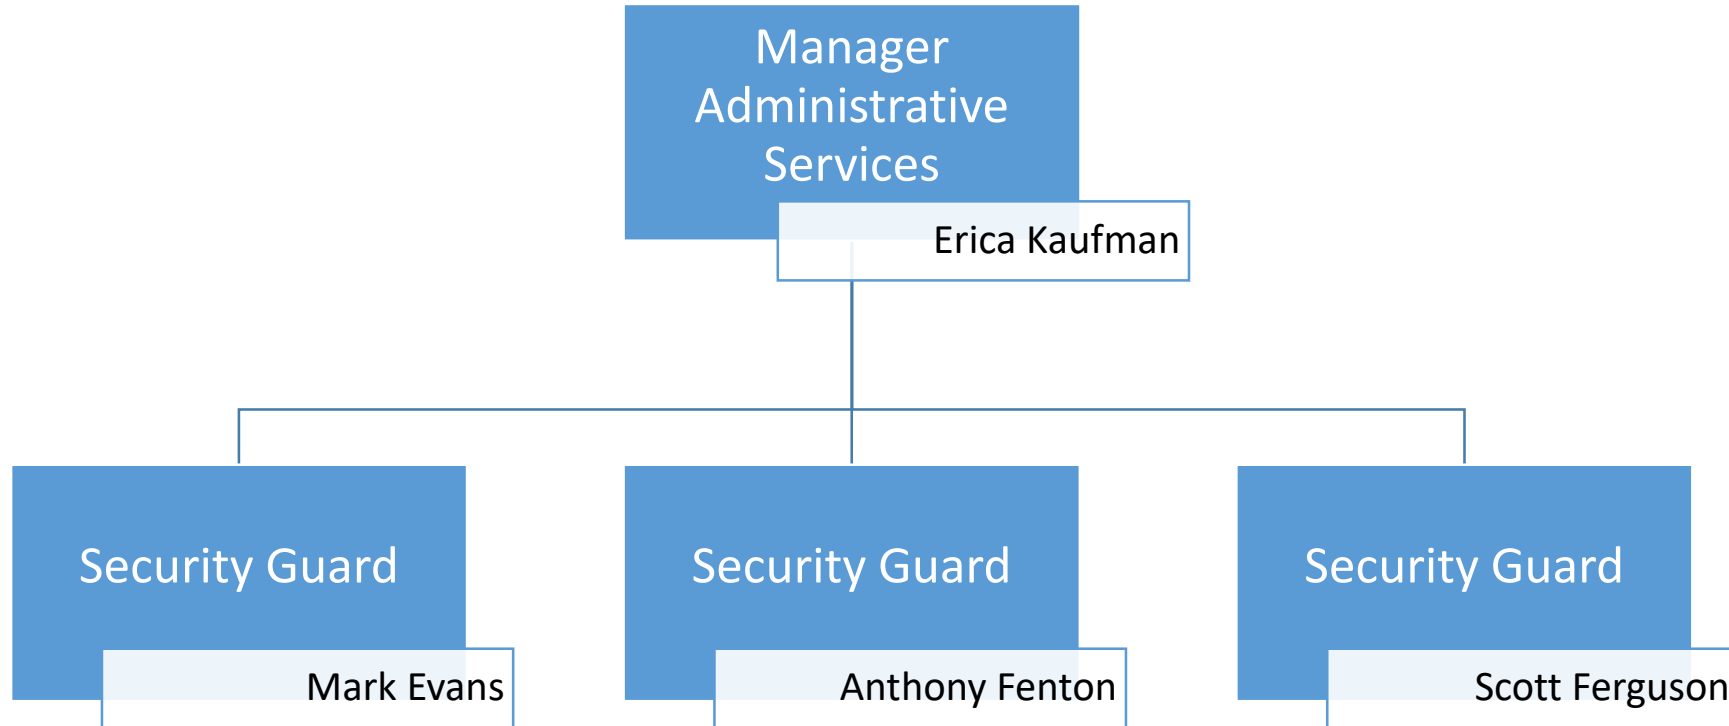 Manager
Administrative
Services
Erica Kaufman
Security Guard
Mark Evans
Security Guard
Anthony Fenton
Security Guard
Scott Ferguson